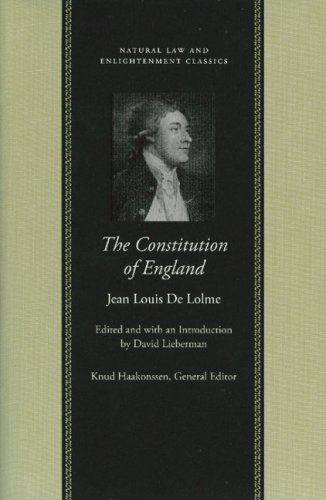 NATURAL LAW AND
ENLIGHTENMENT CLASSICS
The Constitution
of England
Jean Louis De Lolme
Edited and with an Introduction
by David Lieberman
Knud Haakonssen, General Editor